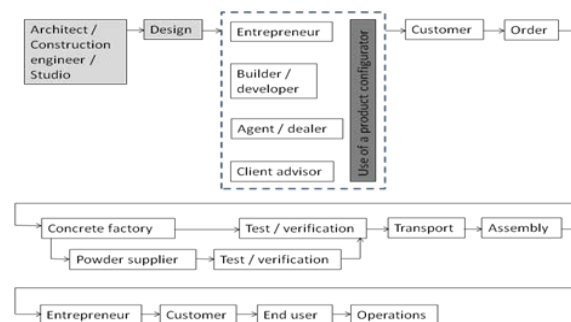 Architect /
Construction
engineer /
Studio
Design
Entrepreneur
Builder /
developer
Agent / dealer
Client advisor
Use of a product configurator
Customer
Order
Concrete factory
Test / verification
Transport
Assembly
Powder supplier
Test / verification
Entrepreneur
Customer
End user
Operations